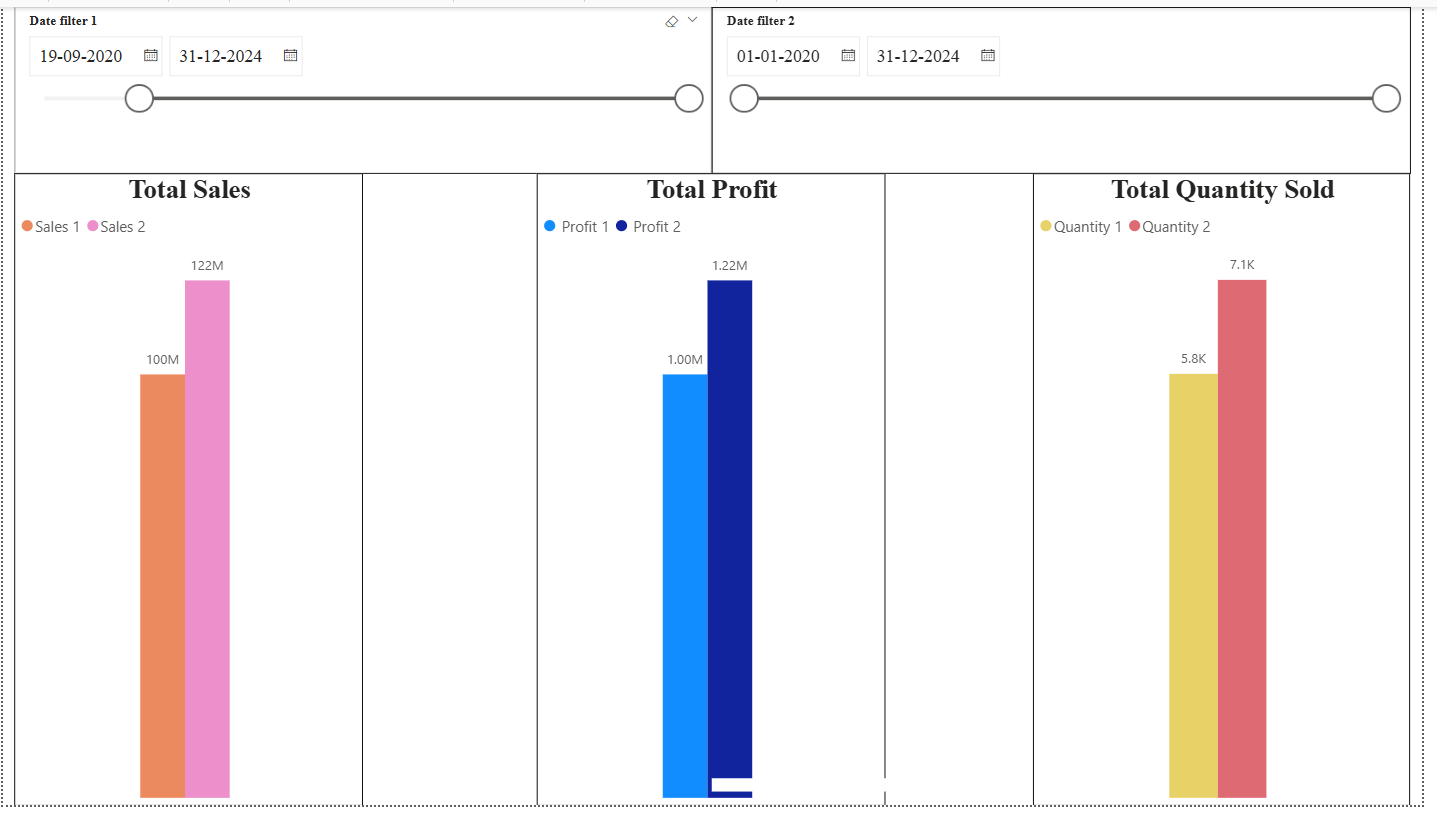 Date filter 1
19-09-2020 31-12-2024
Date filter 2
01-01-2020 31-12-2024
Total Sales
Sales 1 Sales 2
122M
100M
Total Profit
Profit 1 Profit 2
1.22M
1.00M
Total Quantity Sold
Quantity 1 Quantity 2
7.1K
5.8K